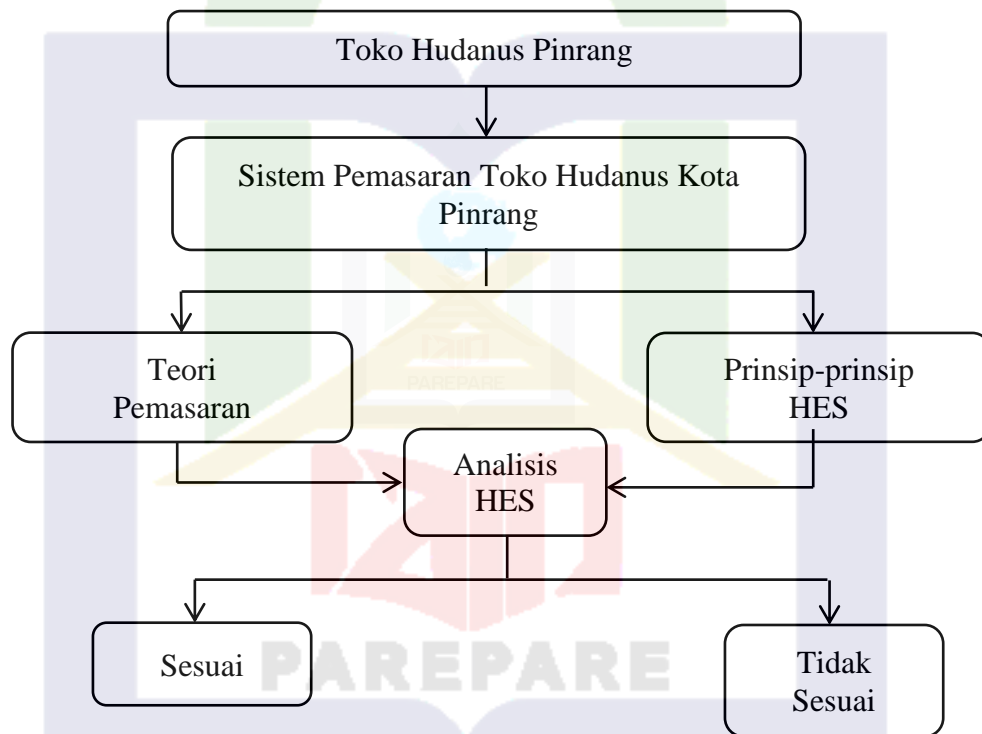 Toko Hudanus Pinrang
Sistem Pemasaran Toko Hudanus Kota
Pinrang
Teori
Pemasaran
Prinsip-prinsip
HES
PAREPARE
Analisis
HES
Sesuai
Tidak
Sesuai
PAREPARE